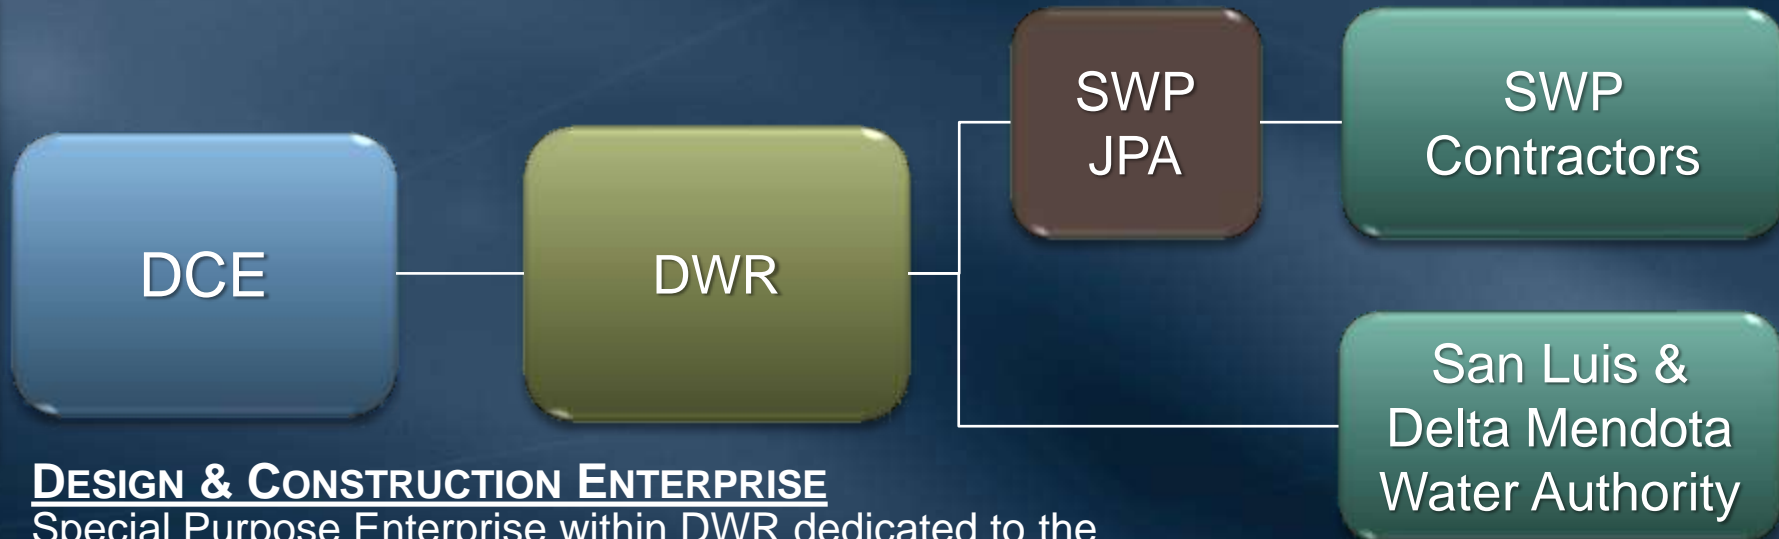 DCE
DWR
SWP
JPA
SWP
Contractors
San Luis &
Delta Mendota
Water Authority
DESIGN & CONSTRUCTION ENTERPRISE
Special Purpose Enterprise within DWR dedicated to the